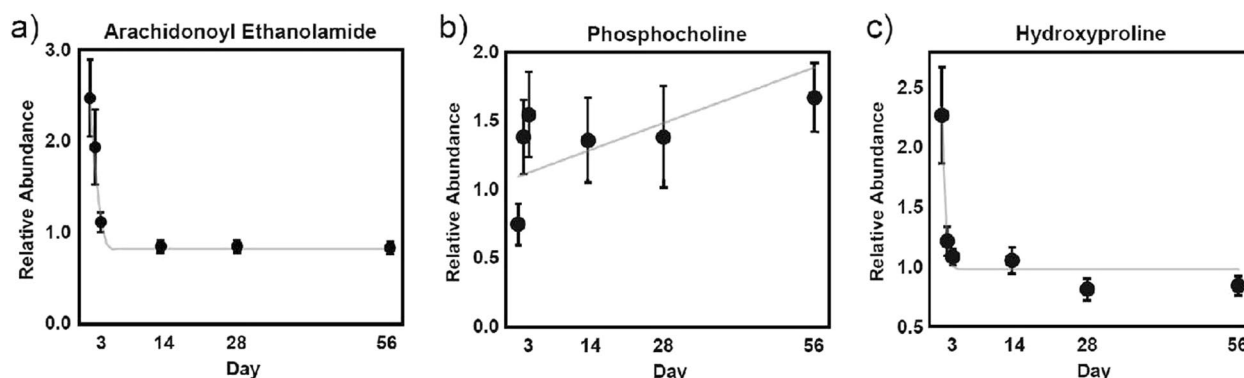 a)
Arachidonoyl Ethanolamide
3.0
2.0
1.0
0.0
Relative Abundance
3 14 28 56
Day
b)
Phosphocholine
2.0
1.5
1.0
0.5
0.0
Relative Abundance
3 14 28 56
Day
c)
Hydroxyproline
2.5
2.0
1.5
1.0
0.5
Relative Abundance
3 14 28 56
Day